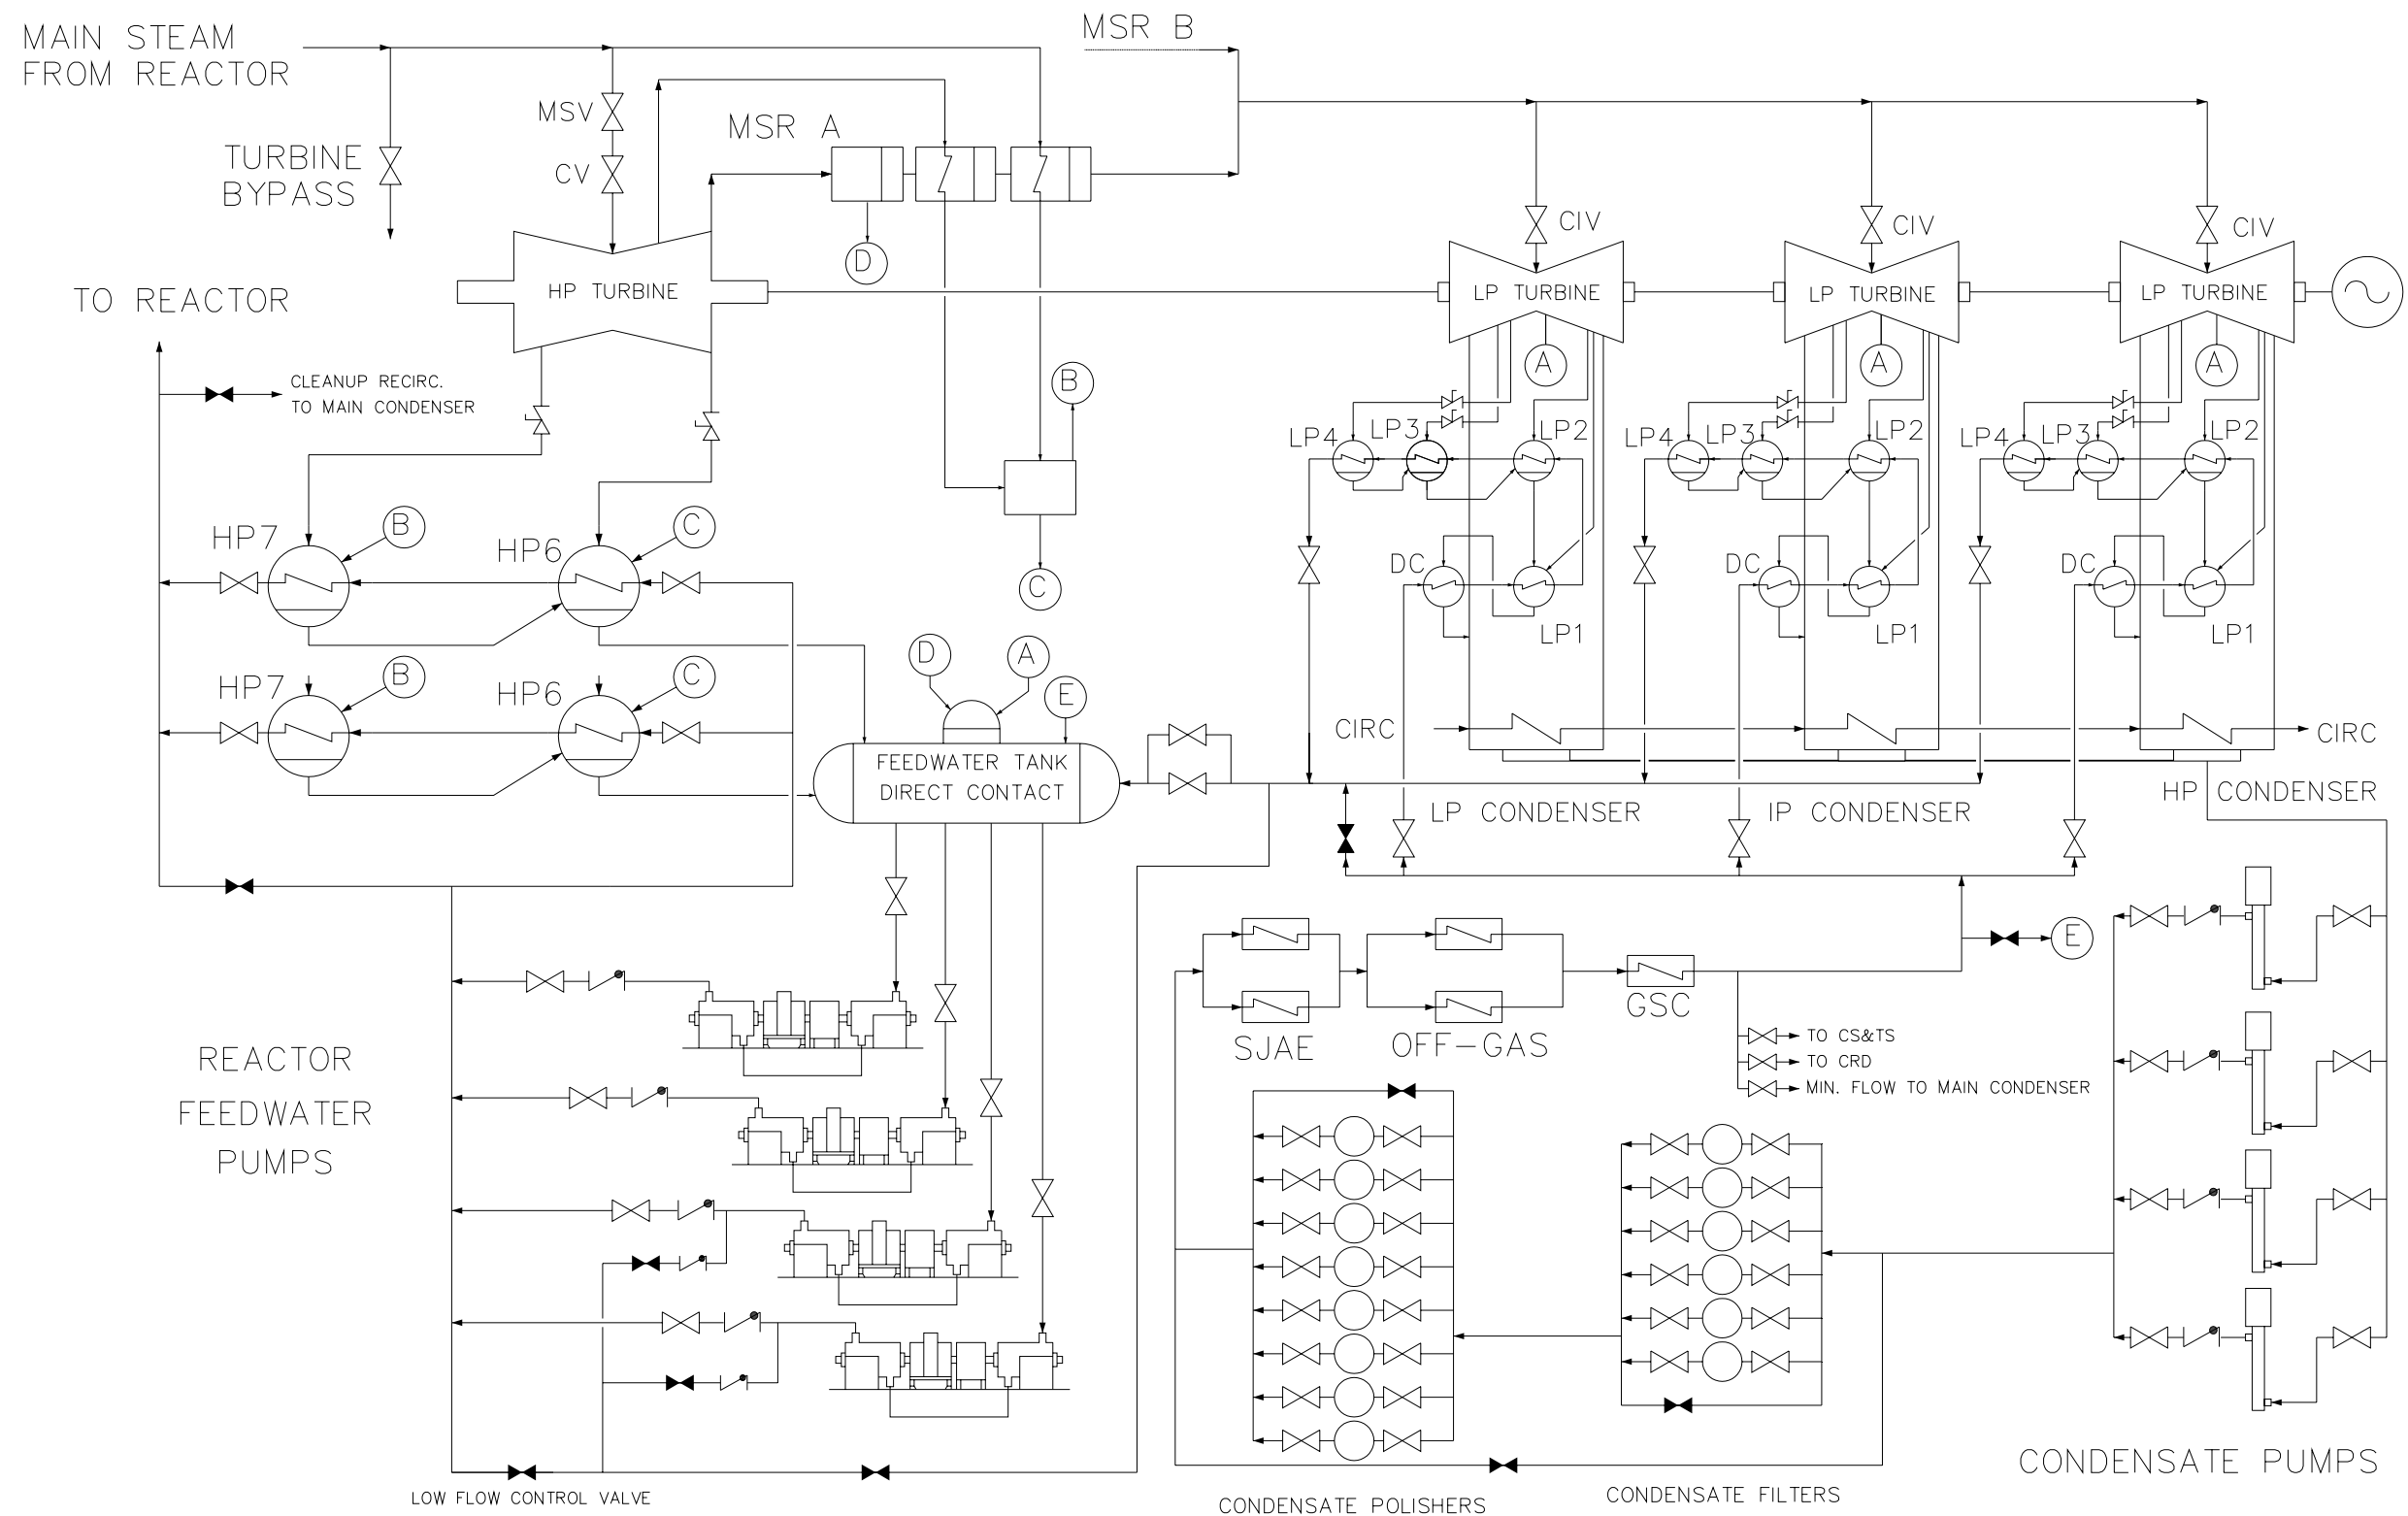 MAIN STEAM
FROM REACTOR
MSR B
MSV
MSR A
TURBINE
BYPASS
CV
CIV
CIV
CIV
D
HP TURBINE
LP TURBINE
LP TURBINE
LP TURBINE
TO REACTOR
CLEANUP RECIRC.
TO MAIN CONDENSER
B
A
A
A
LP4
LP3
LP2
LP4
LP3
LP2
LP4
LP3
LP2
HP7
B
HP6
C
C
DC
LP1
DC
LP1
DC
LP1
HP7
B
HP6
C
D
A
E
FEEDWATER TANK
DIRECT CONTACT
CIRC
CIRC
LP CONDENSER
IP CONDENSER
HP CONDENSER
E
SJAE
OFF-GAS
GSC
TO CS&TS
TO CRD
MIN. FLOW TO MAIN CONDENSER
REACTOR
FEEDWATER
PUMPS
LOW FLOW CONTROL VALVE
CONDENSATE POLISHERS
CONDENSATE FILTERS
CONDENSATE PUMPS